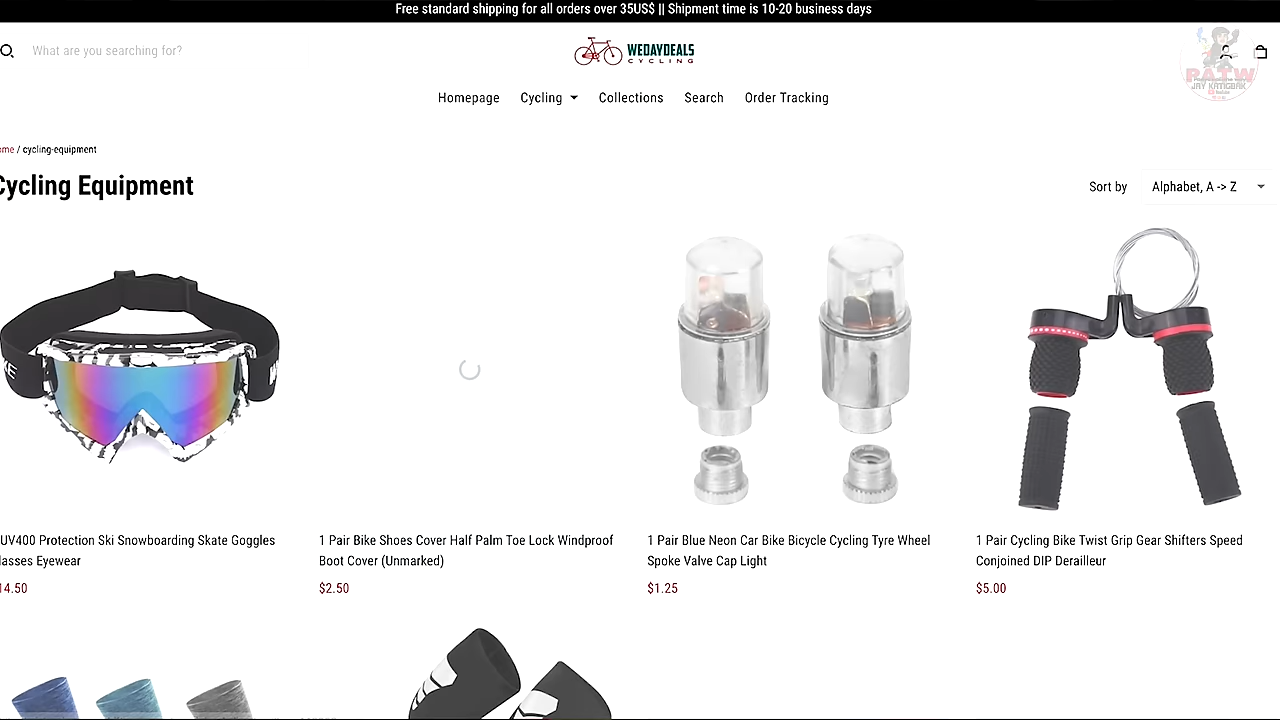 Free standard shipping for all orders over 35US$ || Shipment time is 10-20 business days
What are you searching for?
WEDAYDEALS
CYCLING
RATW
JAY KATIGBAK
Homepage
Cycling
Collections
Search
Order Tracking
ome / cycling-equipment
Cycling Equipment
Sort by
Alphabet, A -> Z
UV400 Protection Ski Snowboarding Skate Goggles
lasses Eyewear
14.50
1 Pair Bike Shoes Cover Half Palm Toe Lock Windproof
Boot Cover (Unmarked)
$2.50
1 Pair Blue Neon Car Bike Bicycle Cycling Tyre Wheel
Spoke Valve Cap Light
$1.25
1 Pair Cycling Bike Twist Grip Gear Shifters Speed
Conjoined DIP Derailleur
$5.00